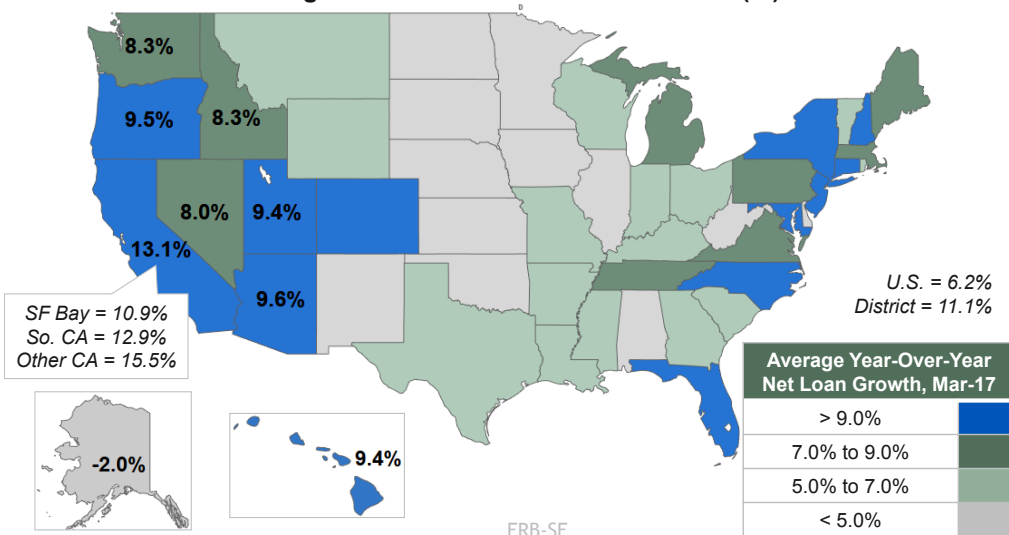 (%)
8.3%
9.5%
8.3%
8.0%
9.4%
13.1%
9.6%
SF Bay = 10.9%
So. CA = 12.9%
Other CA = 15.5%
U.S. = 6.2%
District = 11.1%
Average Year-Over-Year
Net Loan Growth, Mar-17
> 9.0%
7.0% to 9.0%
5.0% to 7.0%
< 5.0%
-2.0%
9.4%
FRB-SF